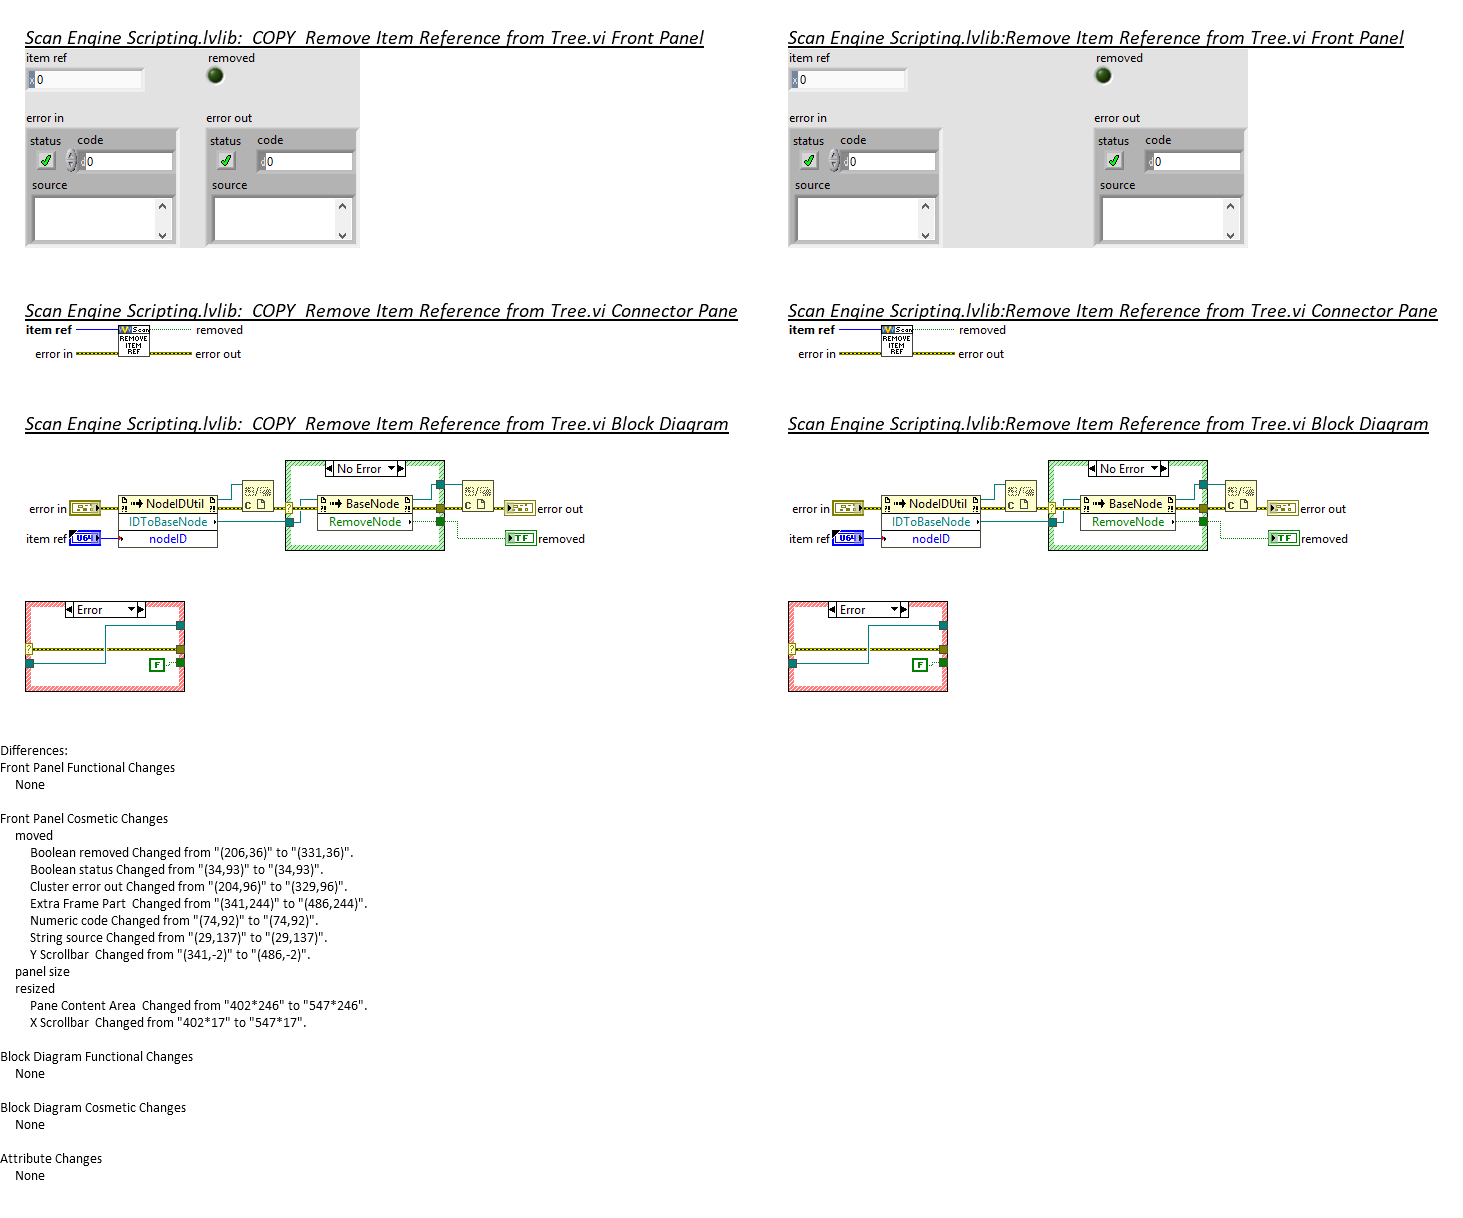 Scan Engine Scripting.lvlib:  COPY  Remove Item Reference from Tree.vi Front Panel
item ref
removed
x 0
error in
error out
status code
status code
d 0
d 0
source
source
Scan Engine Scripting.lvlib:Remove Item Reference from Tree.vi Front Panel
item ref
removed
x 0
error in
error out
status code
status code
d 0
d 0
source
source
Scan Engine Scripting.lvlib:  COPY  Remove Item Reference from Tree.vi Connector Pane
item ref
Scan
removed
REMOVE
ITEM
REF
error in
error out
Scan Engine Scripting.lvlib:Remove Item Reference from Tree.vi Connector Pane
item ref
Scan
removed
REMOVE
ITEM
REF
error in
error out
Scan Engine Scripting.lvlib:  COPY  Remove Item Reference from Tree.vi Block Diagram
No Error
error in
NodeIDUtil
C
?
BaseNode
C
error out
IDToBaseNode
RemoveNode
item ref
U64
nodeID
TF
removed
Error
?
F
Scan Engine Scripting.lvlib:Remove Item Reference from Tree.vi Block Diagram
No Error
error in
NodeIDUtil
C
?
BaseNode
C
error out
IDToBaseNode
RemoveNode
item ref
U64
nodeID
TF
removed
Error
?
F
Differences:
Front Panel Functional Changes
None
Front Panel Cosmetic Changes
moved
Boolean removed Changed from "(206,36)" to "(331,36)".
Boolean status Changed from "(34,93)" to "(34,93)".
Cluster error out Changed from "(204,96)" to "(329,96)".
Extra Frame Part  Changed from "(341,244)" to "(486,244)".
Numeric code Changed from "(74,92)" to "(74,92)".
String source Changed from "(29,137)" to "(29,137)".
Y Scrollbar  Changed from "(341,-2)" to "(486,-2)".
panel size
resized
Pane Content Area  Changed from "402*246" to "547*246".
X Scrollbar  Changed from "402*17" to "547*17".
Block Diagram Functional Changes
None
Block Diagram Cosmetic Changes
None
Attribute Changes
None